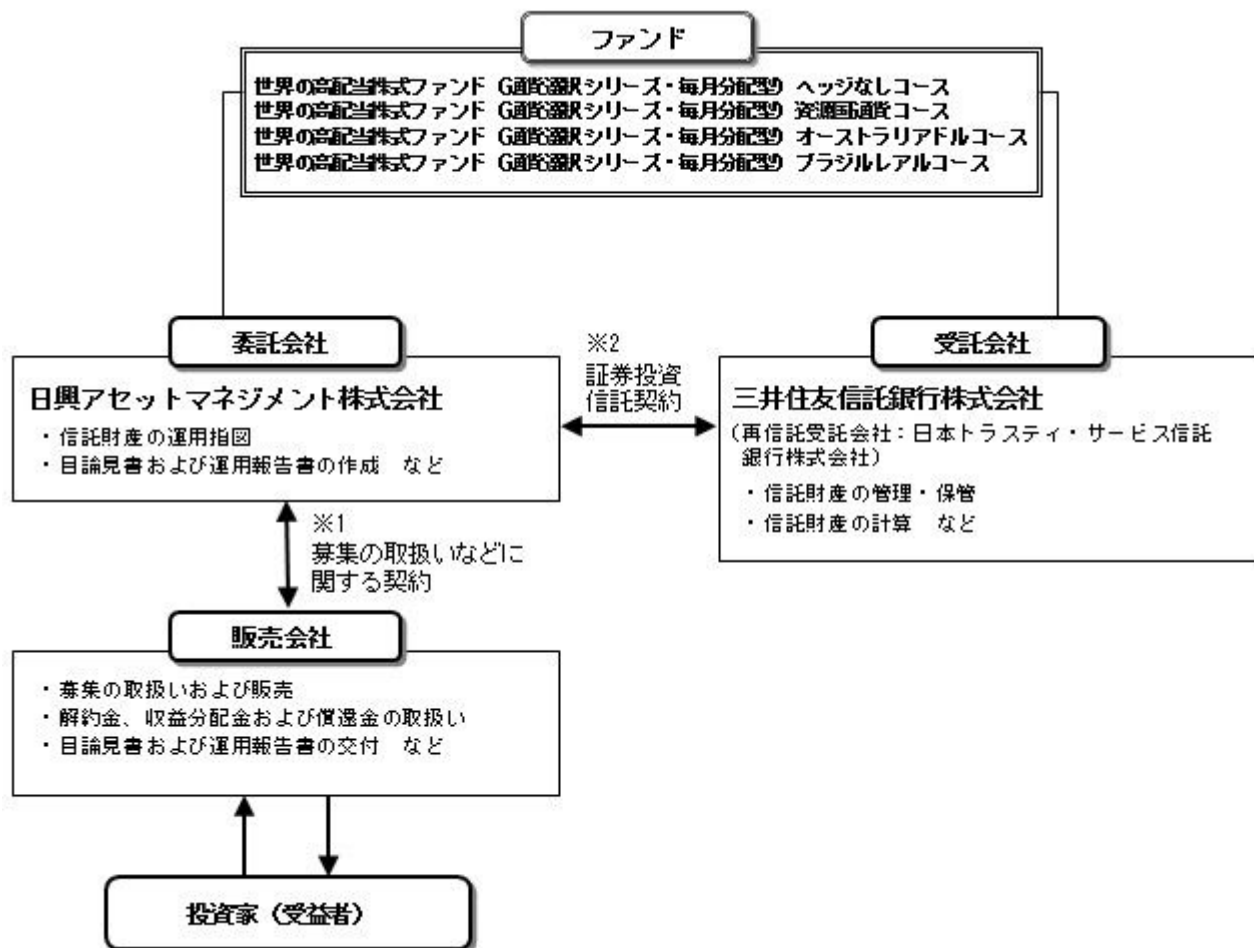 ファンド
世界の高配当株式ファンド（通貨選択シリーズ・毎月分配型）ヘッジなしコース
世界の高配当株式ファンド（通貨選択シリーズ・毎月分配型）資源国通貨コース
世界の高配当株式ファンド（通貨選択シリーズ・毎月分配型）オーストラリアドルコース
世界の高配当株式ファンド（通貨選択シリーズ・毎月分配型）ブラジルレアルコース
委託会社
日興アセットマネジメント株式会社
・信託財産の運用指図
・目論見書および運用報告書の作成　など
※2
証券投資
信託契約
受託会社
三井住友信託銀行株式会社
（再信託受託会社：日本トラスティ・サービス信託
銀行株式会社）
・信託財産の管理・保管
・信託財産の計算　など
※1
募集の取扱いなどに
関する契約
販売会社
・募集の取扱いおよび販売
・解約金、収益分配金および償還金の取扱い
・目論見書および運用報告書の交付　など
投資家（受益者）